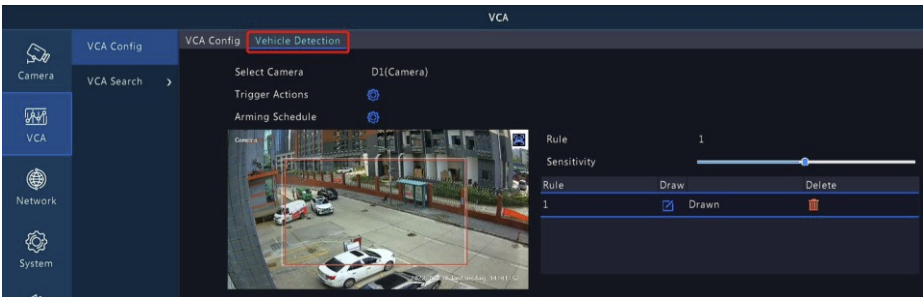 VCA
VCA Config
Vehicle Detection
Camera
VCA
Network
System
VCA Config
VCA Search
Select Camera D1(Camera)
Trigger Actions
Arming Schedule
Camera
Rule 1
Sensitivity
Rule Draw Delete
1 Drawn